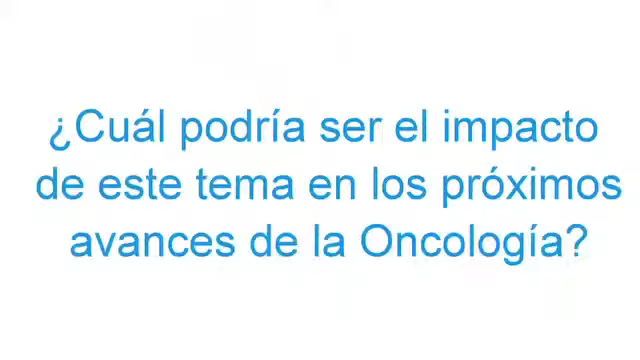 ¿Cuál podría ser el impacto
de este tema en los próximos
avances de la Oncología?